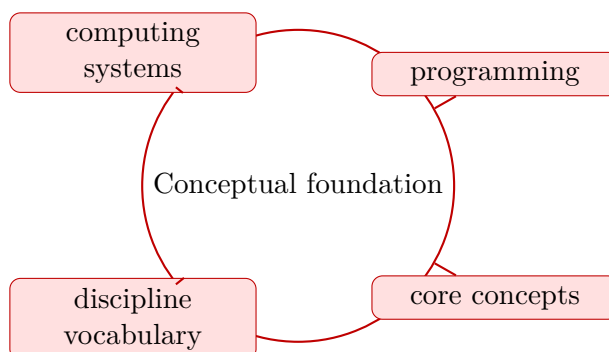 computing
systems
programming
Conceptual foundation
discipline
vocabulary
core concepts